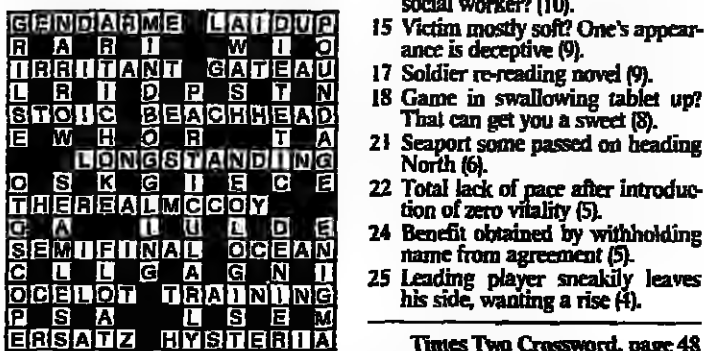 GENDARME LAIDUP
R A R I W I O
IRRITANT GATEAU
L R I D P S T N
STOIC BEACHHEAD
E W H O R T A
LONGSTANDING
O S K G I E C E
THEREALMCCOY
O A I U L D E
SEMIFINAL OCEAN
C L L G A G N I
OCELOT TRAINING
P S A L S E M
ERSATZ HYSTERIA
social worker? (10).
15 Victim mostly soft? One's appear-
ance is deceptive (9).
17 Soldier re-reading novel (9).
18 Game in swallowing tablet up?
That can get you a sweet (8).
21 Seaport some passed on heading
North (6).
22 Total lack of pace after introduc-
tion of zero vitality (5).
24 Benefit obtained by withholding
name from agreement (5).
25 Leading player sneakily leaves
his side, wanting a rise (4).
Times Two Crossword, page 48